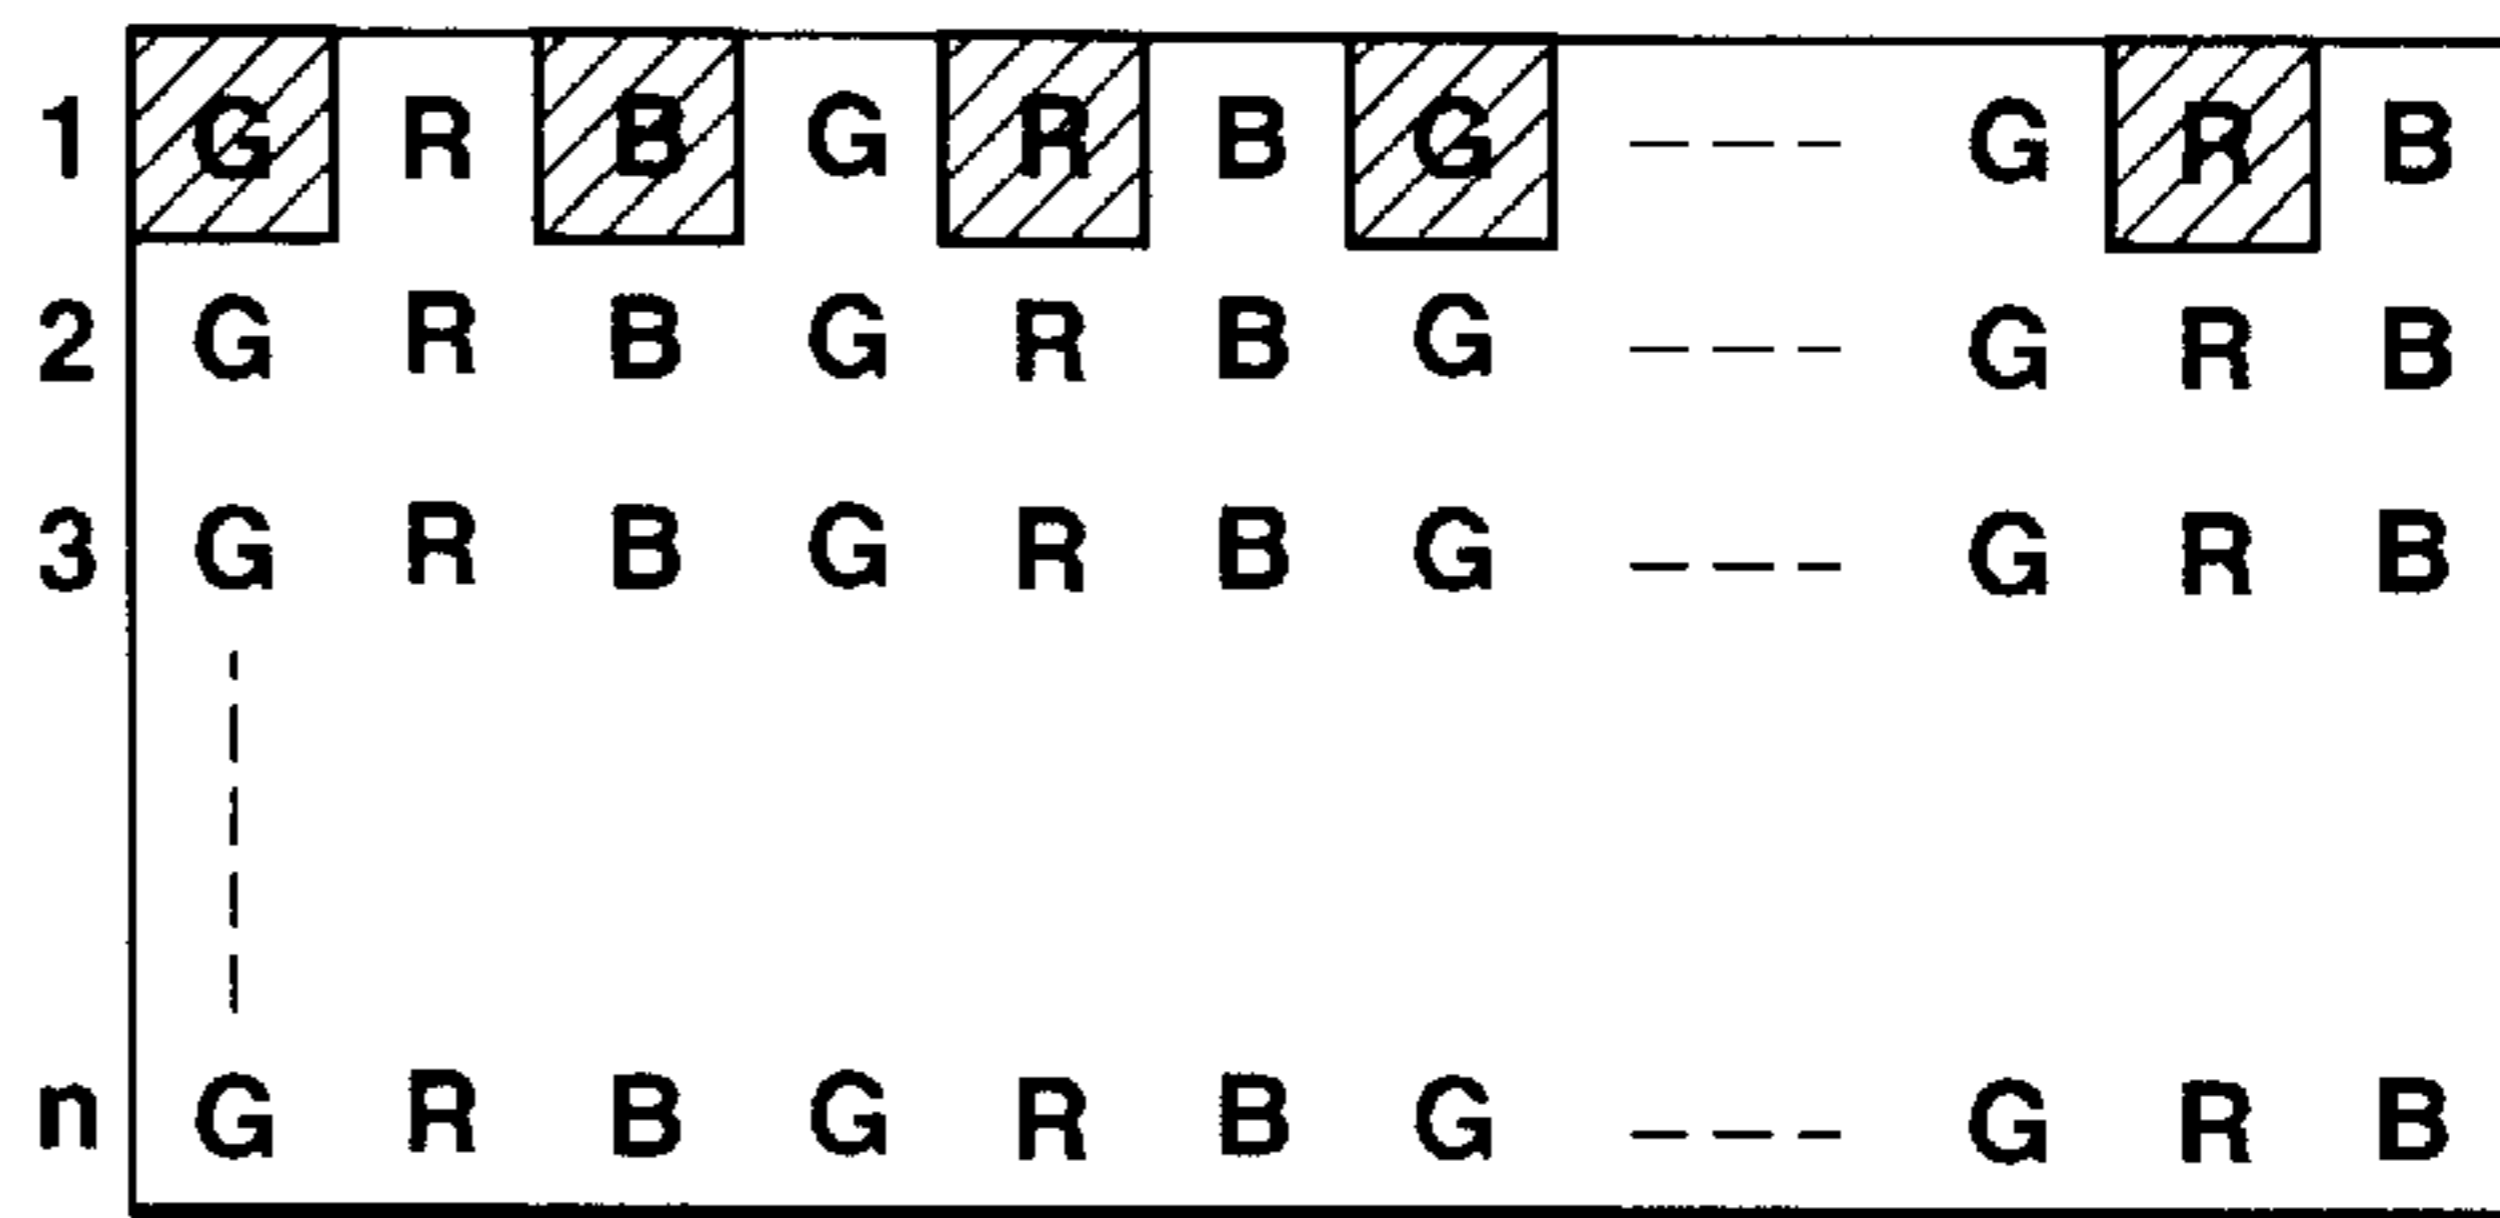 1 G R B G R B G --- G R B
2 G R B G R B G --- G R B
3 G R B G R B G --- G R B
n G R B G R B G --- G R B